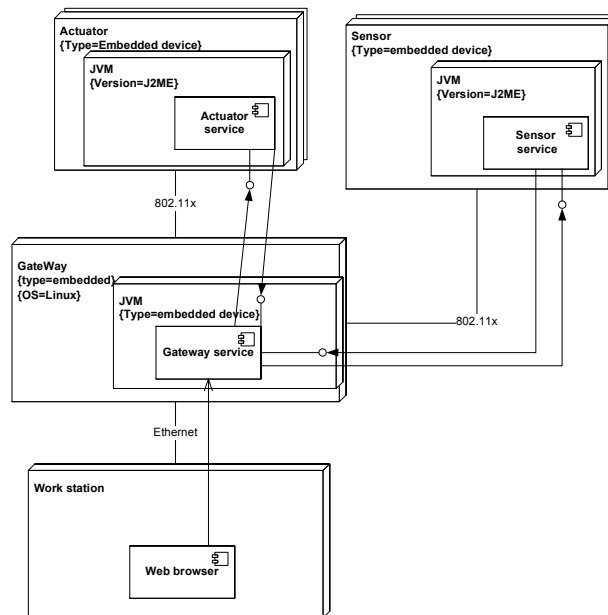 Actuator
{Type=Embedded device}
JVM
{Version=J2ME}
Actuator
service
Sensor
{Type=embedded device}
JVM
{Version=J2ME}
Sensor
service
802.11x
GateWay
{type=embedded}
{OS=Linux}
JVM
{Type=embedded device}
Gateway service
802.11x
Ethernet
Work station
Web browser